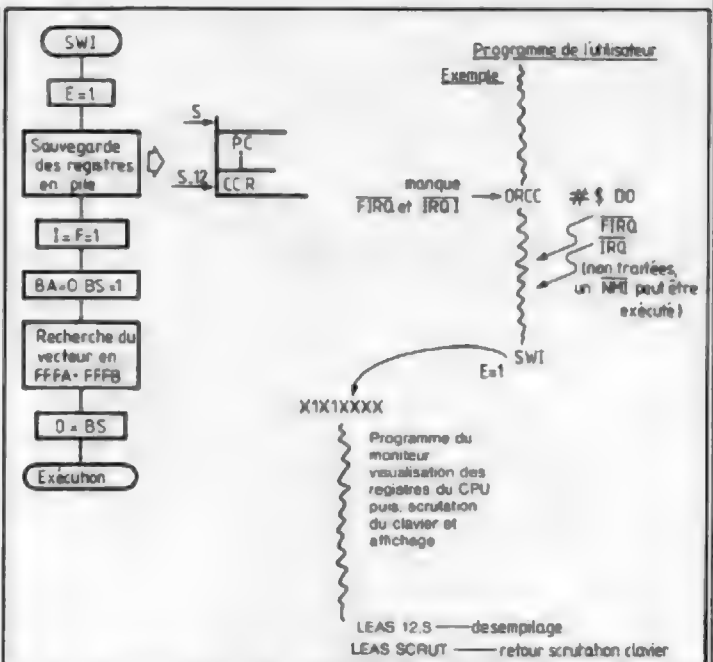 SWI
E=1
Sauvegarde
des registres
en pile
S
PC
S.12
CCR
I=F=1
BA=0 BS=1
Recherche du
vecteur en
FFFA-FFFB
0=BS
Exécution
Programme de l'utilisateur
Exemple
manque
FIRQ et IRQ I
ORCC # $ D0
FIRQ
IRQ
(non traitées,
un NMI peut être
exécuté)
SWI
E=1
X1X1XXXX
Programme du
moniteur
visualisation des
registres du CPU
puis, scrutation
du clavier et
affichage
LEAS 12,S desempilage
LEAS SCRUT retour scrutation clavier